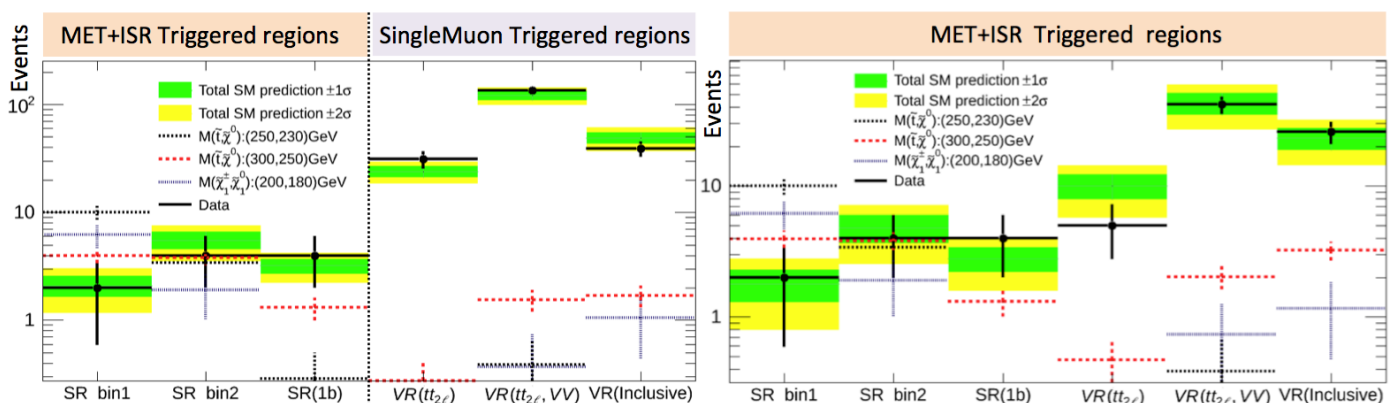 MET+ISR Triggered regions
SingleMuon Triggered regions
Events
10²
10
1
Total SM prediction ±1σ
Total SM prediction ±2σ
M(t̃,χ̃⁰):(250,230)GeV
M(t̃,χ̃⁰):(300,250)GeV
M(χ̃₁±,χ̃₁⁰):(200,180)GeV
Data
SR bin1 SR bin2 SR(1b) VR(tt₂ℓ) VR(tt₂ℓ, VV) VR(Inclusive)
MET+ISR Triggered regions
Events
10
1
Total SM prediction ±1σ
Total SM prediction ±2σ
M(t̃,χ̃⁰):(250,230)GeV
M(t̃,χ̃⁰):(300,250)GeV
M(χ̃₁±,χ̃₁⁰):(200,180)GeV
Data
SR bin1 SR bin2 SR(1b) VR(tt₂ℓ) VR(tt₂ℓ, VV) VR(Inclusive)